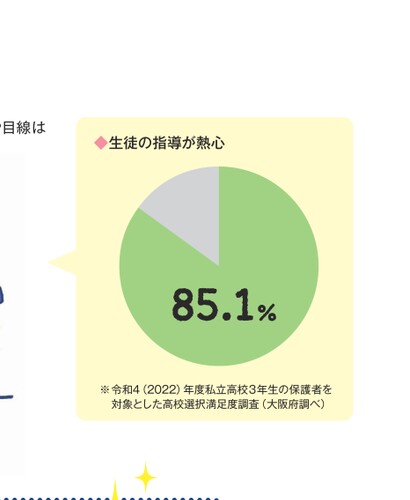 目線は
◆生徒の指導が熱心
85.1%
※令和4(2022)年度私立高校3年生の保護者を
対象とした高校選択満足度調査(大阪府調べ)